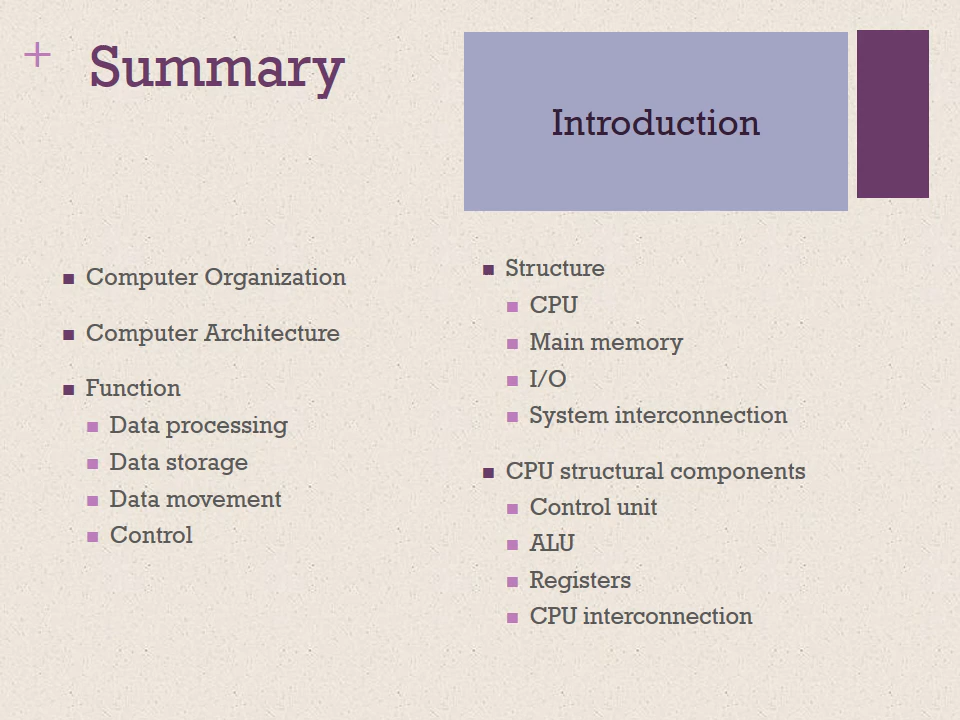 +
Summary
Introduction
■ Computer Organization
■ Computer Architecture
■ Function
■ Data processing
■ Data storage
■ Data movement
■ Control
■ Structure
■ CPU
■ Main memory
■ I/O
■ System interconnection
■ CPU structural components
■ Control unit
■ ALU
■ Registers
■ CPU interconnection